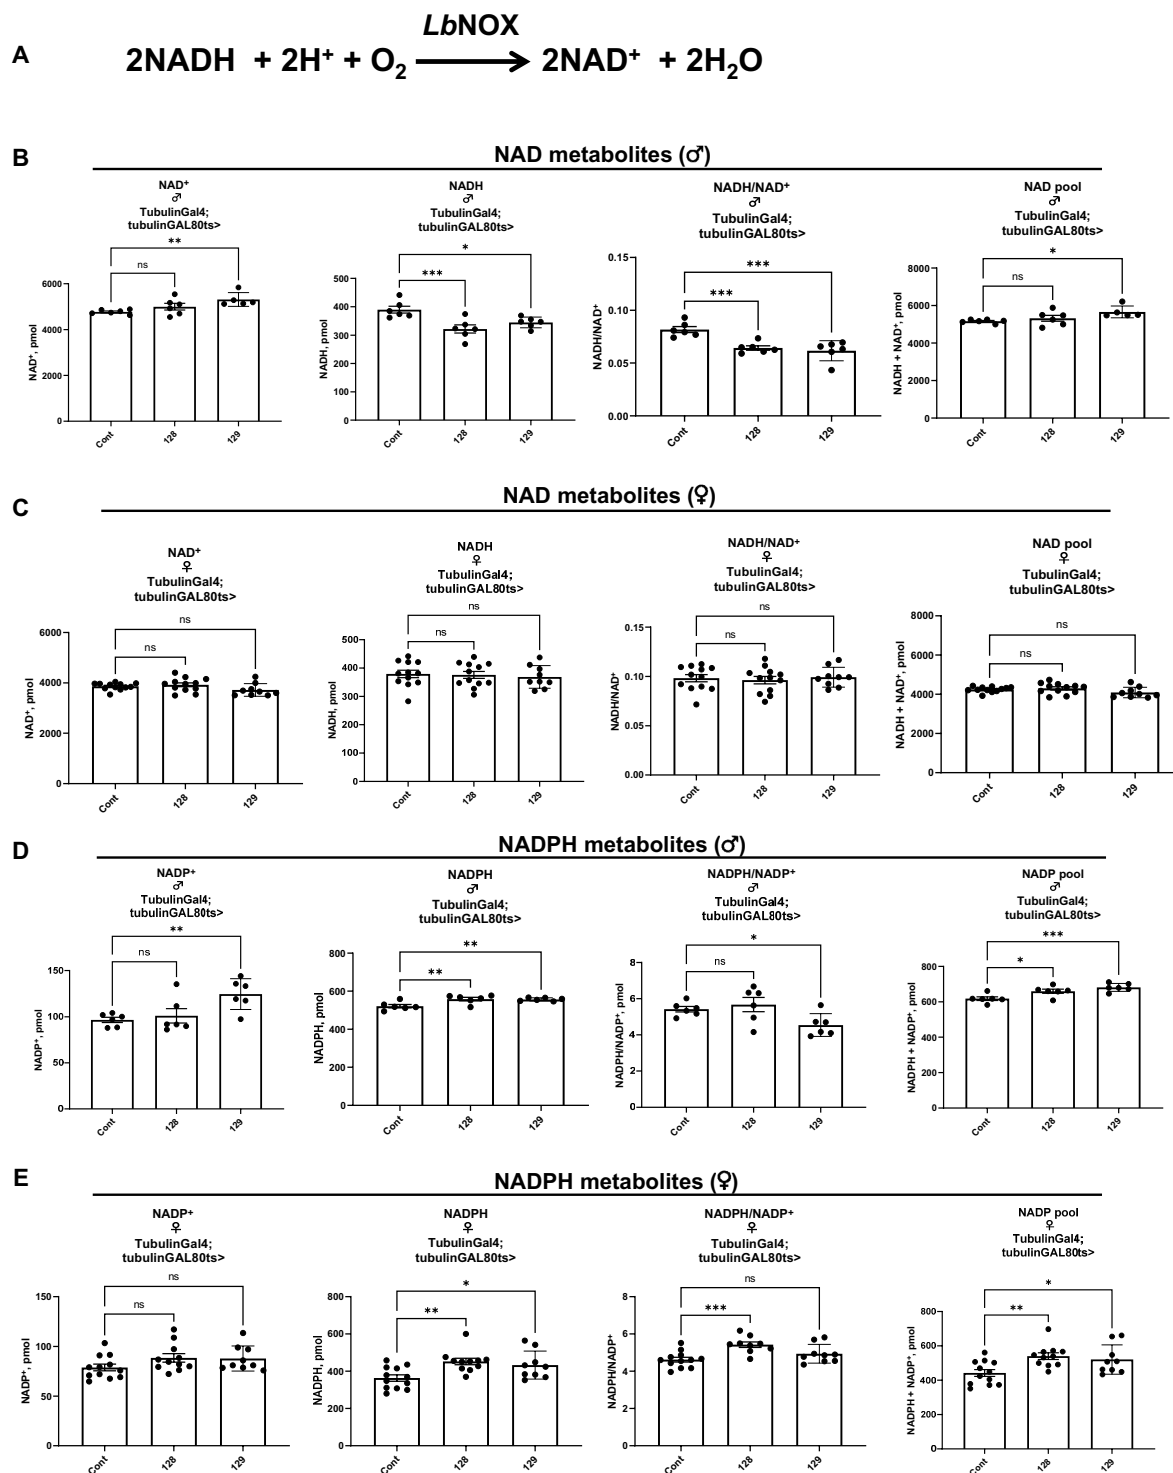 A
LbNOX
2NADH + 2H⁺ + O₂ ⟶ 2NAD⁺ + 2H₂O
B
NAD metabolites (♂)
NAD⁺
♂
TubulinGal4;
tubulinGAL80ts>
**
ns
NAD⁺, pmol
6000
4000
2000
0
Cont
128
129
NADH
♂
TubulinGal4;
tubulinGAL80ts>
*
***
NADH, pmol
500
400
300
200
100
0
Cont
128
129
NADH/NAD⁺
♂
TubulinGal4;
tubulinGAL80ts>
***
***
NADH/NAD⁺
0.15
0.10
0.05
0.00
Cont
128
129
NAD pool
♂
TubulinGal4;
tubulinGAL80ts>
*
ns
NADH + NAD⁺, pmol
8000
6000
4000
2000
0
Cont
128
129
C
NAD metabolites (♀)
NAD⁺
♀
TubulinGal4;
tubulinGAL80ts>
ns
ns
NAD⁺, pmol
6000
4000
2000
0
Cont
128
129
NADH
♀
TubulinGal4;
tubulinGAL80ts>
ns
ns
NADH, pmol
500
400
300
200
100
0
Cont
128
129
NADH/NAD⁺
♀
TubulinGal4;
tubulinGAL80ts>
ns
ns
NADH/NAD⁺
0.15
0.10
0.05
0.00
Cont
128
129
NAD pool
♀
TubulinGal4;
tubulinGAL80ts>
ns
ns
NADH + NAD⁺, pmol
8000
6000
4000
2000
0
Cont
128
129
D
NADPH metabolites (♂)
NADP⁺
♂
TubulinGal4;
tubulinGAL80ts>
**
ns
NADP⁺, pmol
150
100
50
0
Cont
128
129
NADPH
♂
TubulinGal4;
tubulinGAL80ts>
**
**
NADPH, pmol
800
600
400
200
0
Cont
128
129
NADPH/NADP⁺
♂
TubulinGal4;
tubulinGAL80ts>
*
ns
NADPH/NADP⁺, pmol
8
6
4
2
0
Cont
128
129
NADP pool
♂
TubulinGal4;
tubulinGAL80ts>
***
*
NADPH + NADP⁺, pmol
800
600
400
200
0
Cont
128
129
E
NADPH metabolites (♀)
NADP⁺
♀
TubulinGal4;
tubulinGAL80ts>
ns
ns
NADP⁺, pmol
150
100
50
0
Cont
128
129
NADPH
♀
TubulinGal4;
tubulinGAL80ts>
*
**
NADPH, pmol
800
600
400
200
0
Cont
128
129
NADPH/NADP⁺
♀
TubulinGal4;
tubulinGAL80ts>
ns
***
NADPH/NADP⁺
8
6
4
2
0
Cont
128
129
NADP pool
♀
TubulinGal4;
tubulinGAL80ts>
*
**
NADPH + NADP⁺, pmol
800
600
400
200
0
Cont
128
129